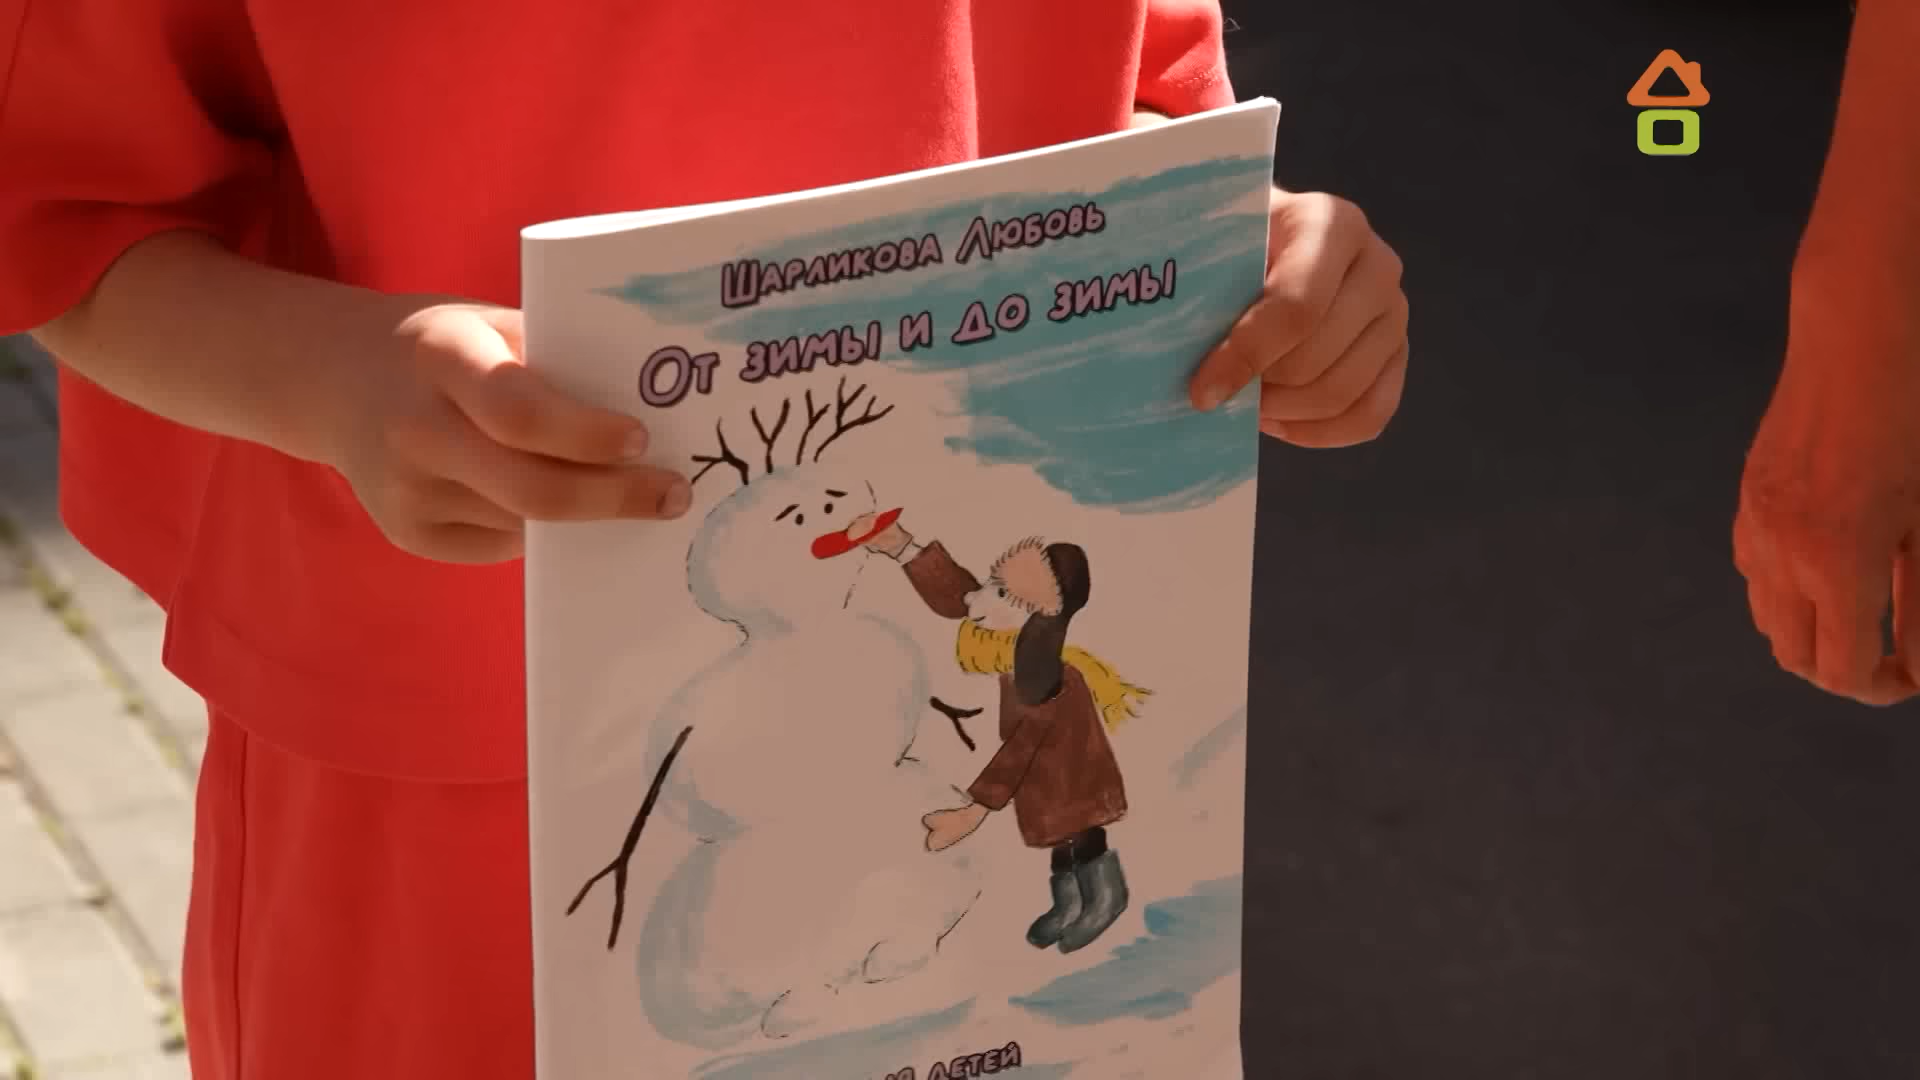 Шарликова Любовь
От зимы и до зимы
детей